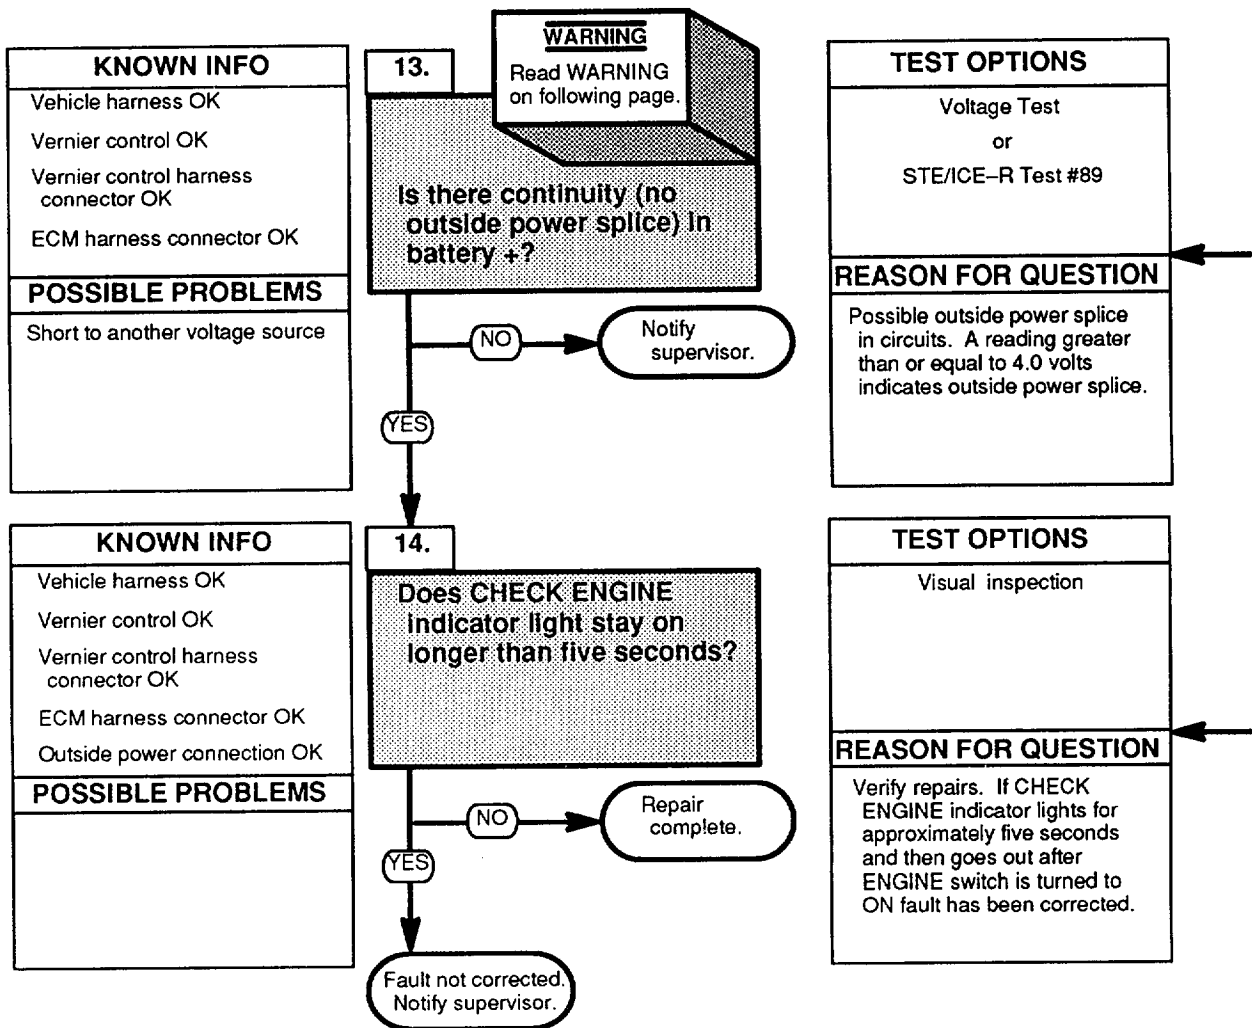 KNOWN INFO
Vehicle harness OK
Vernier control OK
Vernier control harness
connector OK
ECM harness connector OK
POSSIBLE PROBLEMS
Short to another voltage source
13.
WARNING
Read WARNING
on following page.
Is there continuity (no
outside power splice) in
battery +?
NO
Notify
supervisor.
YES
TEST OPTIONS
Voltage Test
or
STE/ICE–R Test #89
REASON FOR QUESTION
Possible outside power splice
in circuits. A reading greater
than or equal to 4.0 volts
indicates outside power splice.
KNOWN INFO
Vehicle harness OK
Vernier control OK
Vernier control harness
connector OK
ECM harness connector OK
Outside power connection OK
POSSIBLE PROBLEMS
14.
Does CHECK ENGINE
indicator light stay on
longer than five seconds?
NO
Repair
complete.
YES
Fault not corrected.
Notify supervisor.
TEST OPTIONS
Visual inspection
REASON FOR QUESTION
Verify repairs. If CHECK
ENGINE indicator lights for
approximately five seconds
and then goes out after
ENGINE switch is turned to
ON fault has been corrected.